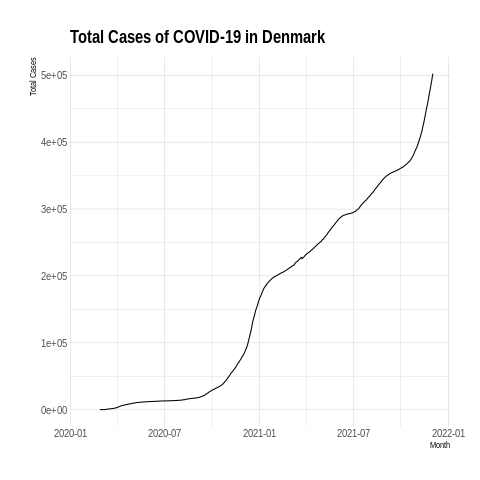 Total Cases of COVID-19 in Denmark
Total Cases
5e+05
4e+05
3e+05
2e+05
1e+05
0e+00
2020-01 2020-07 2021-01 2021-07 2022-01
Month